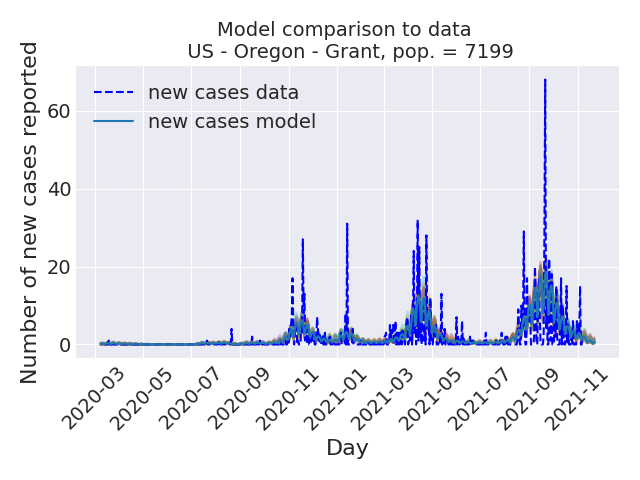 Model comparison to data
US - Oregon - Grant, pop. = 7199
new cases data
new cases model
Number of new cases reported
60
40
20
0
2020-03
2020-05
2020-07
2020-09
2020-11
2021-01
2021-03
2021-05
2021-07
2021-09
2021-11
Day